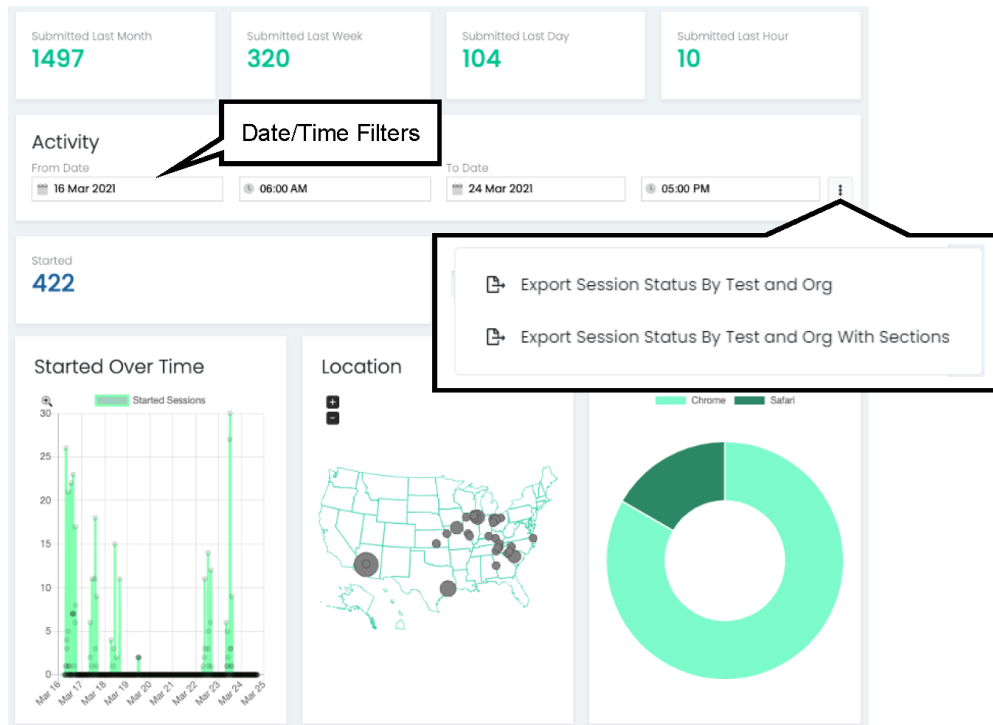 Submitted Last Month
1497
Submitted Last Week
320
Submitted Last Day
104
Submitted Last Hour
10
Activity
Date/Time Filters
From Date
16 Mar 2021
06:00 AM
To Date
24 Mar 2021
05:00 PM
Started
422
Export Session Status By Test and Org
Export Session Status By Test and Org With Sections
Started Over Time
Started Sessions
30
25
20
15
10
5
0
Mar 16
Mar 17
Mar 18
Mar 19
Mar 20
Mar 21
Mar 22
Mar 23
Mar 24
Mar 25
Location
+
-
Chrome
Safari